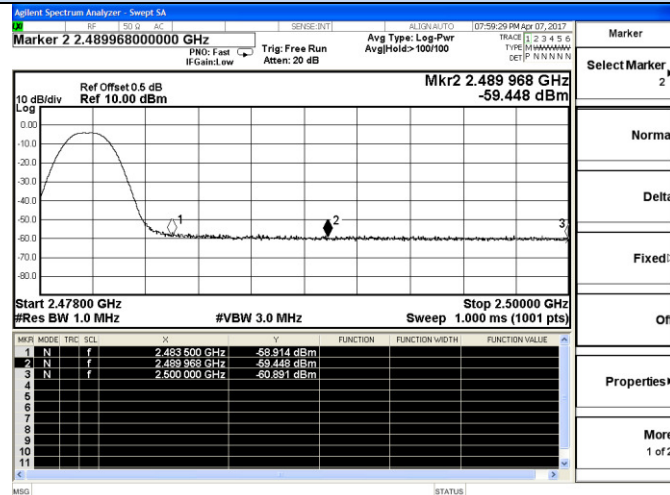 Agilent Spectrum Analyzer - Swept SA
RF 50 Ω AC SENSE:INT ALIGN AUTO 07:59:29 PM Apr 07, 2017
Marker 2 2.489968000000 GHz
PNO: Fast
IFGain:Low
Trig: Free Run
Atten: 20 dB
Avg Type: Log-Pwr
Avg|Hold:> 100/100
TRACE 1 2 3 4 5 6
TYPE M W W W W W
DET P N N N N N
Marker
Select Marker
2
Norma
Delta
Fixed
Of
Properties
More
1 of 2
Ref Offset 0.5 dB
10 dB/div Ref 10.00 dBm
Log
Mkr2 2.489 968 GHz
-59.448 dBm
0.00
-10.0
-20.0
-30.0
-40.0
-50.0
-60.0
-70.0
-80.0
1
2
3
Start 2.47800 GHz Stop 2.50000 GHz
#Res BW 1.0 MHz #VBW 3.0 MHz Sweep 1.000 ms (1001 pts)
MKR MODE TRC SCL X Y FUNCTION FUNCTION WIDTH FUNCTION VALUE
1 N f 2.483 500 GHz -58.914 dBm
2 N f 2.489 968 GHz -59.448 dBm
3 N f 2.500 000 GHz -60.891 dBm
4
5
6
7
8
9
10
11
MSG STATUS